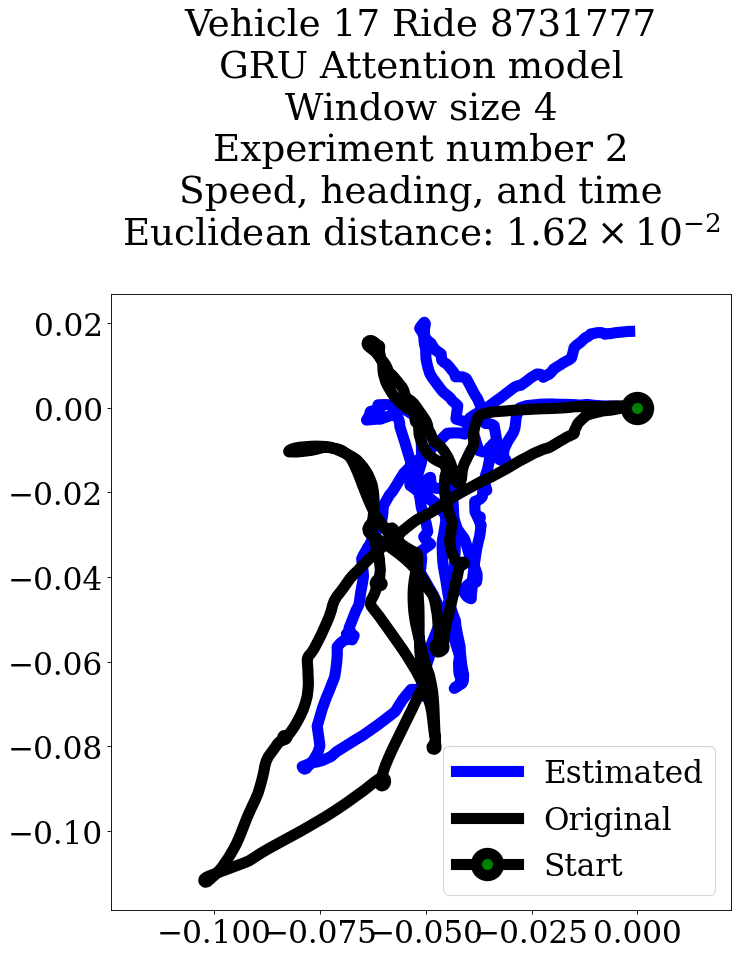 Vehicle 17 Ride 8731777
GRU Attention model
Window size 4
Experiment number 2
Speed, heading, and time
Euclidean distance: 1.62 × 10⁻²
0.02
0.00
−0.02
−0.04
−0.06
−0.08
−0.10
Estimated
Original
Start
−0.100 −0.075 −0.050 −0.025 0.000